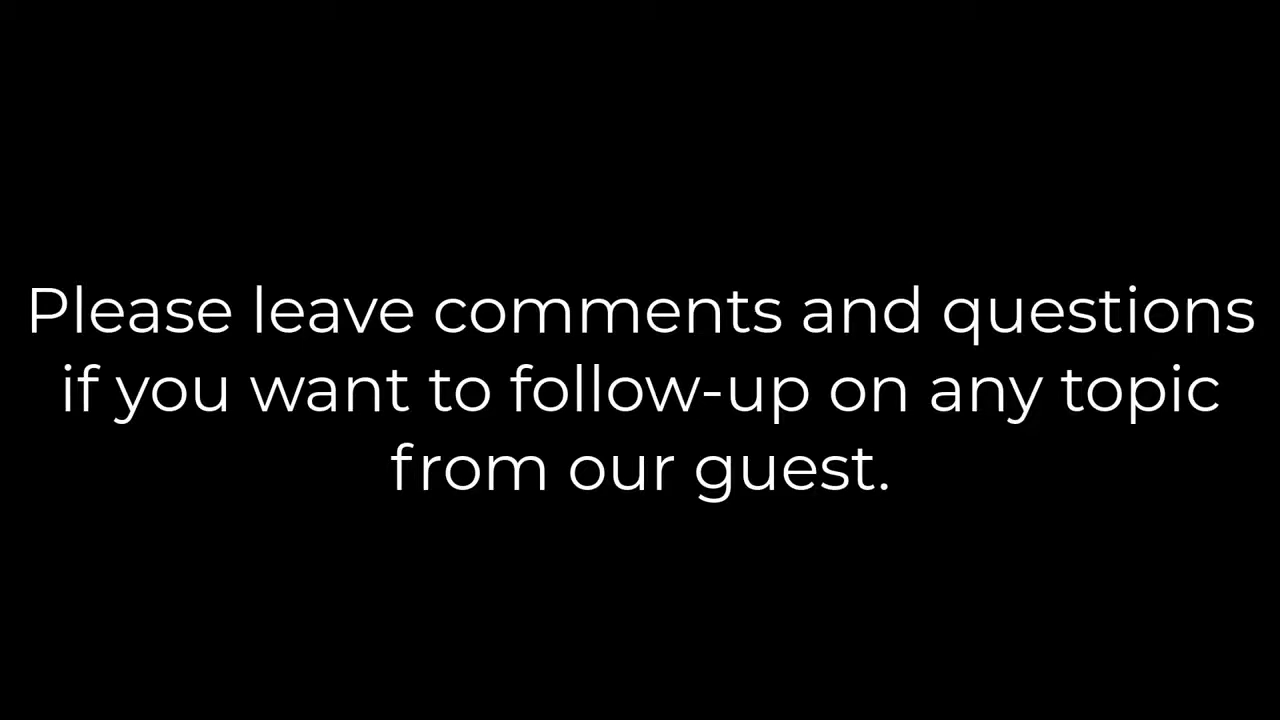 Please leave comments and questions
if you want to follow-up on any topic
from our guest.